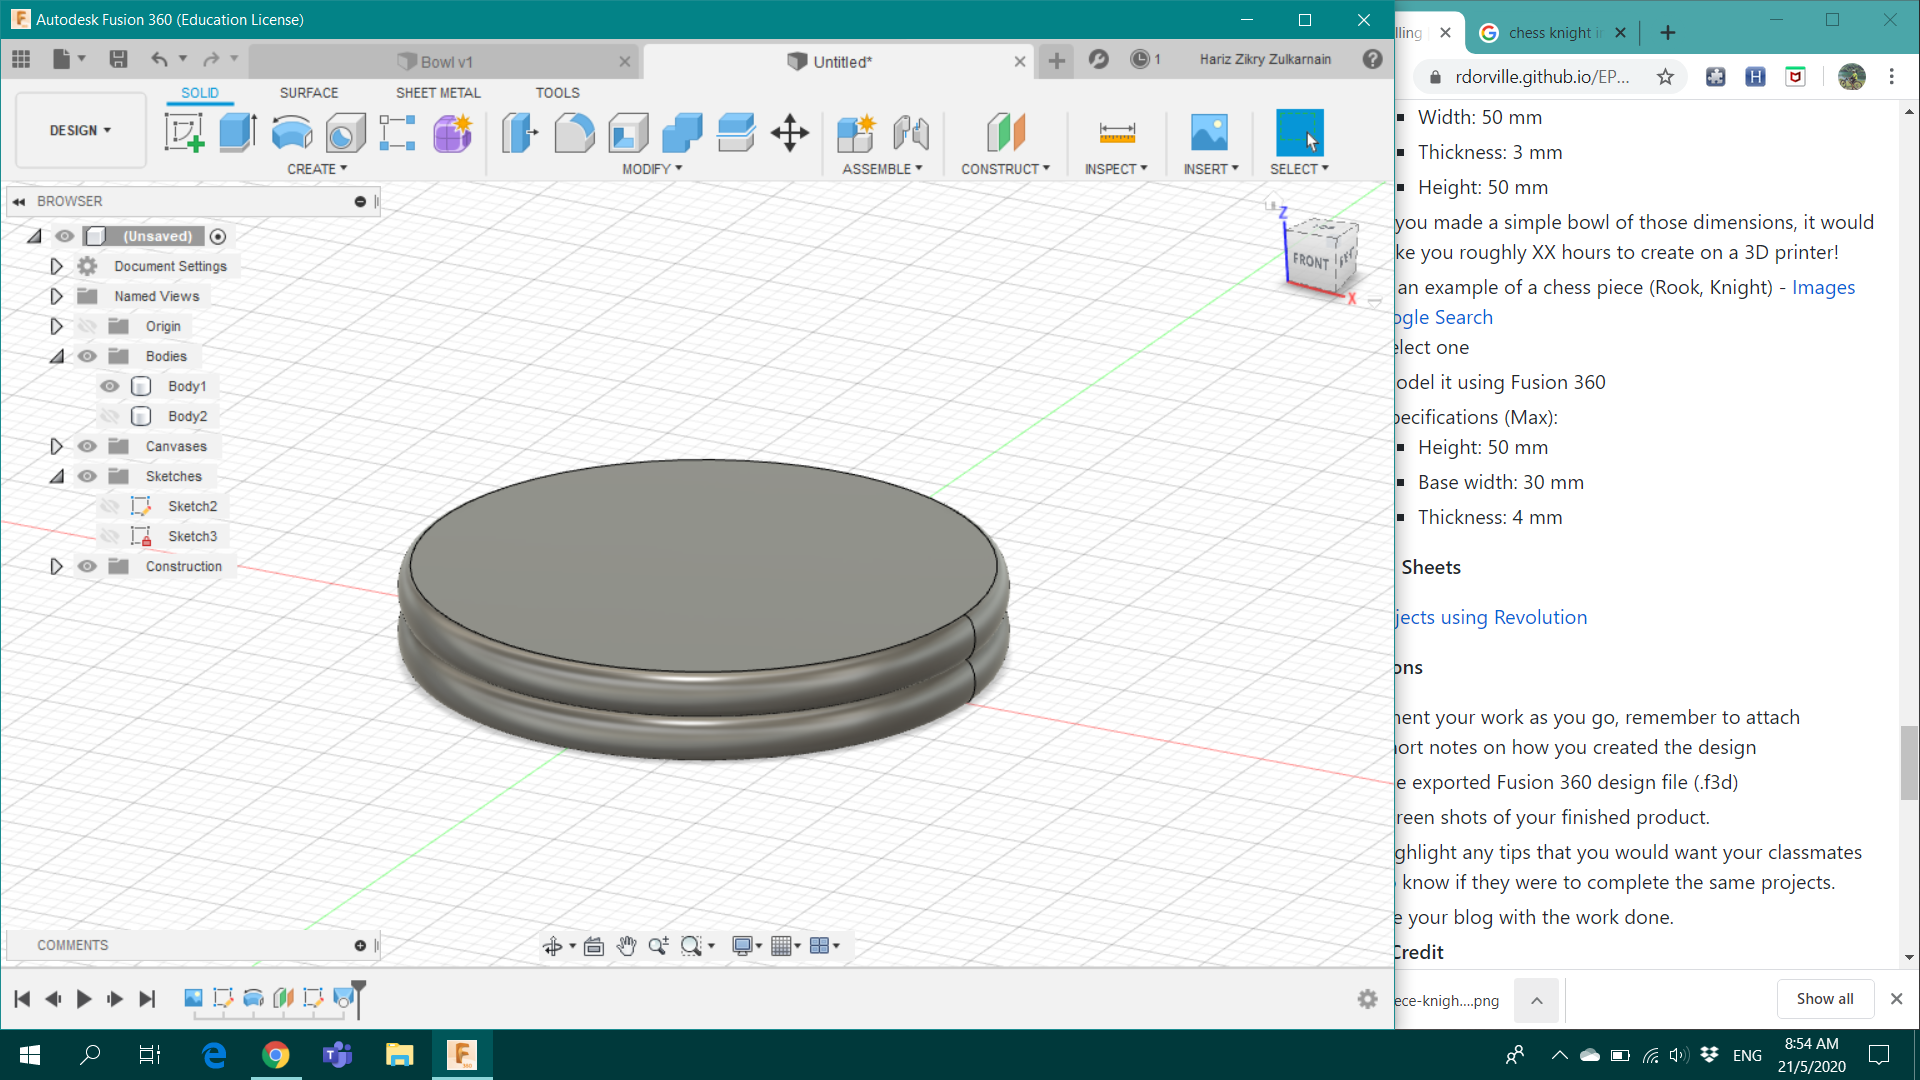 Autodesk Fusion 360 (Education License)
Bowl v1
Untitled*
1
Hariz Zikry Zulkarnain
DESIGN
SOLID
SURFACE
SHEET METAL
TOOLS
CREATE
MODIFY
ASSEMBLE
CONSTRUCT
INSPECT
INSERT
SELECT
BROWSER
(Unsaved)
Document Settings
Named Views
Origin
Bodies
Body1
Body2
Canvases
Sketches
Sketch2
Sketch3
Construction
Z
FRONT
X
COMMENTS
lling
chess knight i
rdorville.github.io/EP...
H
Width: 50 mm
Thickness: 3 mm
Height: 50 mm
you made a simple bowl of those dimensions, it would
ke you roughly XX hours to create on a 3D printer!
an example of a chess piece (Rook, Knight) - Images
ogle Search
elect one
odel it using Fusion 360
pecifications (Max):
Height: 50 mm
Base width: 30 mm
Thickness: 4 mm
Sheets
jects using Revolution
ons
nent your work as you go, remember to attach
ort notes on how you created the design
e exported Fusion 360 design file (.f3d)
reen shots of your finished product.
ghlight any tips that you would want your classmates
know if they were to complete the same projects.
e your blog with the work done.
Credit
ece-knigh....png
Show all
ENG
8:54 AM
21/5/2020